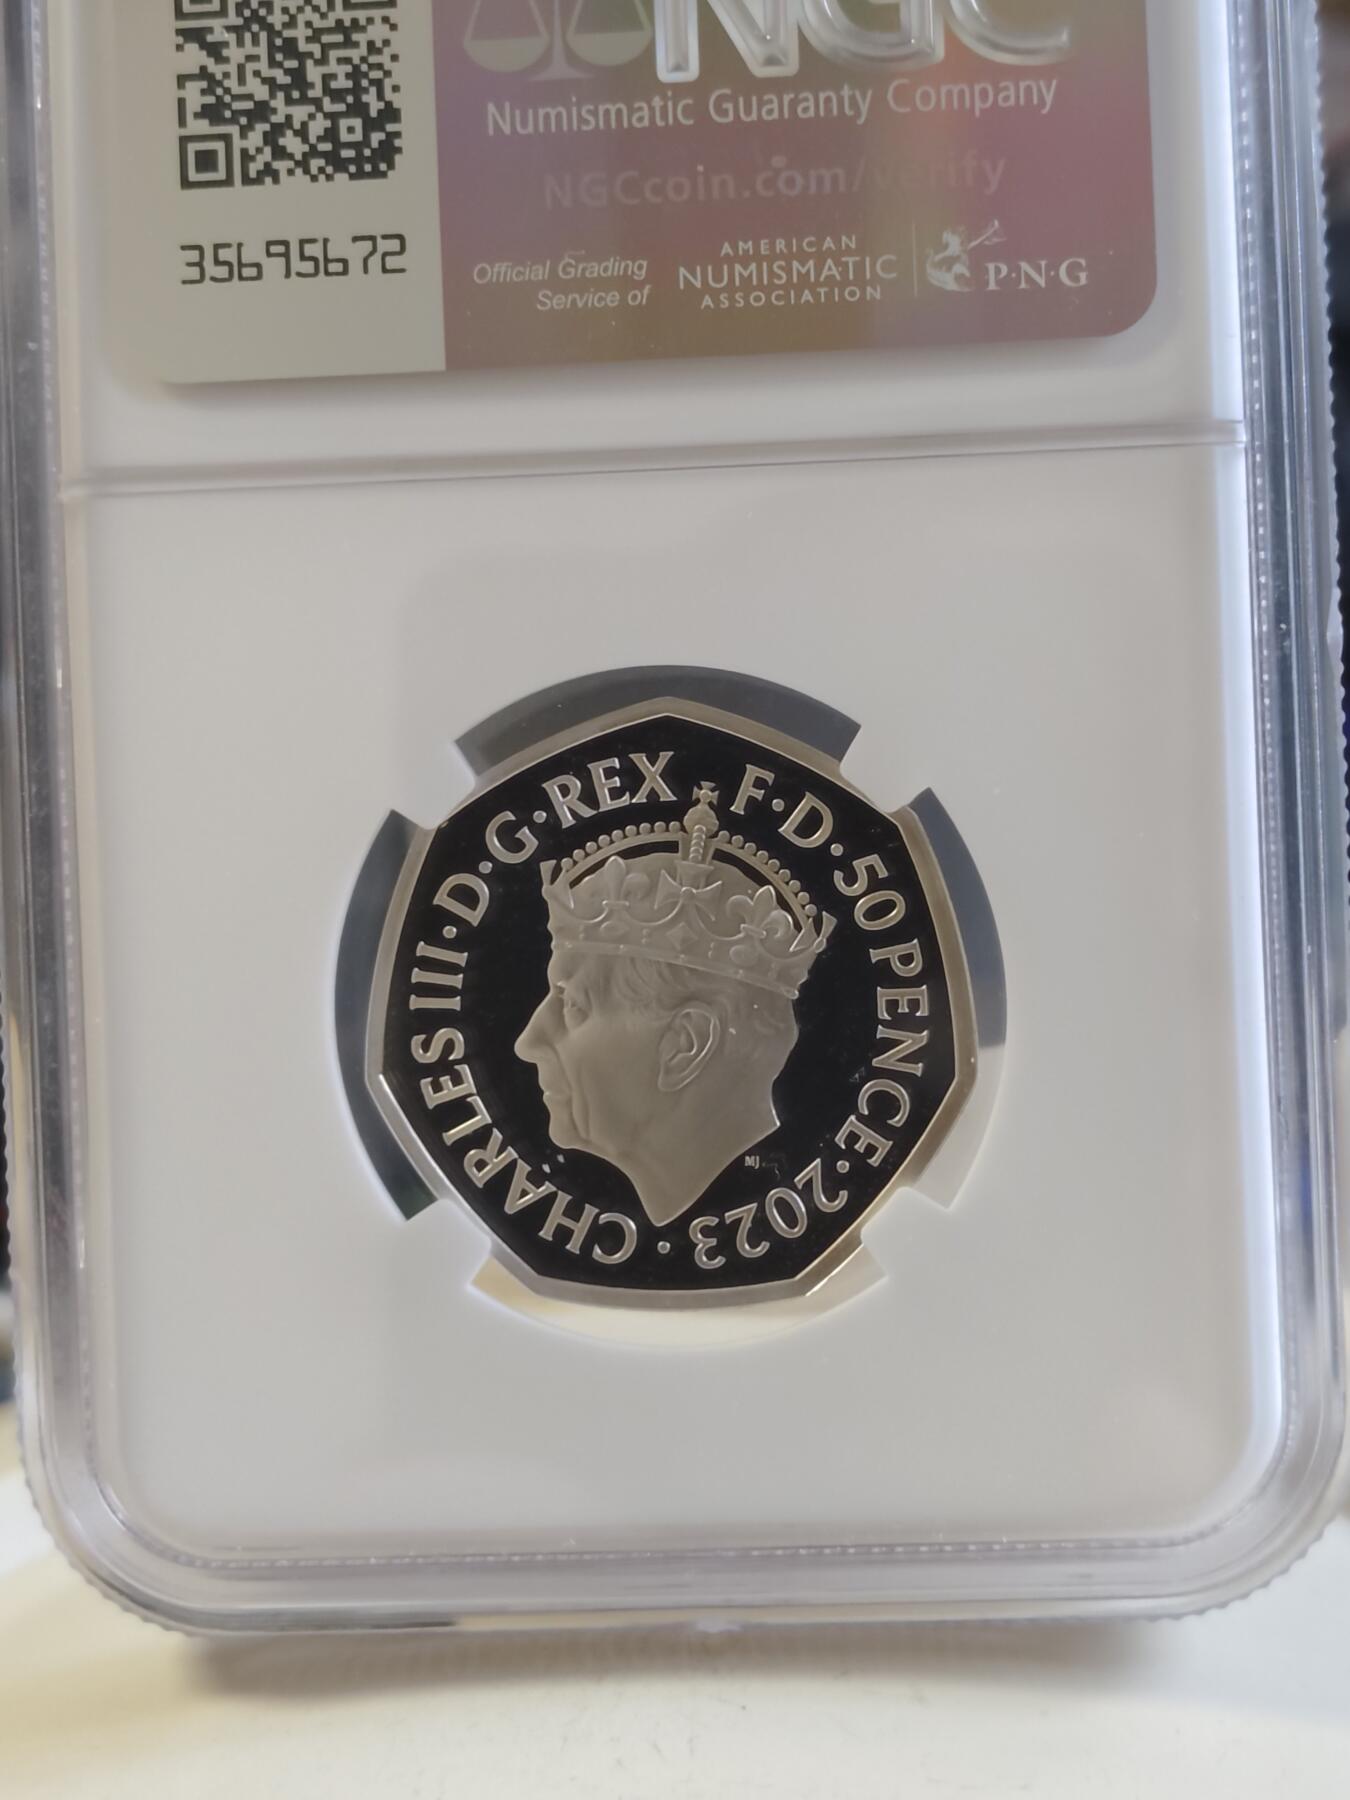 NGC
Numismatic Guaranty Company
NGCcoin.com/verify
35695672
Official Grading
Service of
AMERICAN
NUMISMATIC
ASSOCIATION
P·N·G
CHARLES III · D · G · REX · F · D · 50 PENCE · 2023 ·
MJ